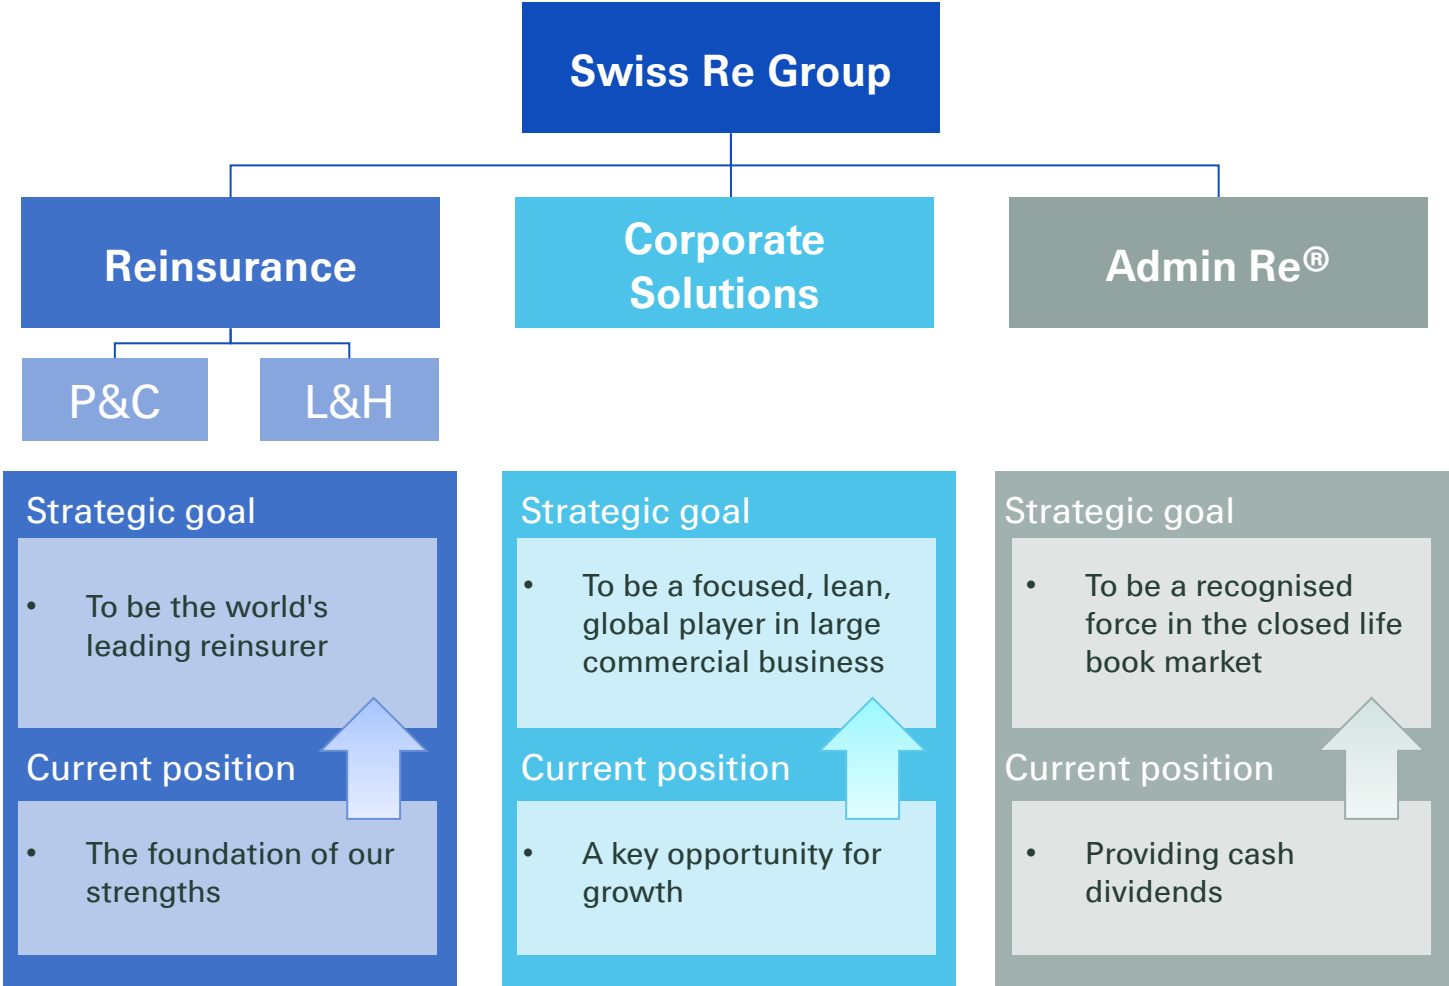 Swiss Re Group
Reinsurance
Corporate
Solutions
Admin Re®
P&C
L&H
Strategic goal
• To be the world's
leading reinsurer
Current position
• The foundation of our
strengths
Strategic goal
• To be a focused, lean,
global player in large
commercial business
Current position
• A key opportunity for
growth
Strategic goal
• To be a recognised
force in the closed life
book market
Current position
• Providing cash
dividends